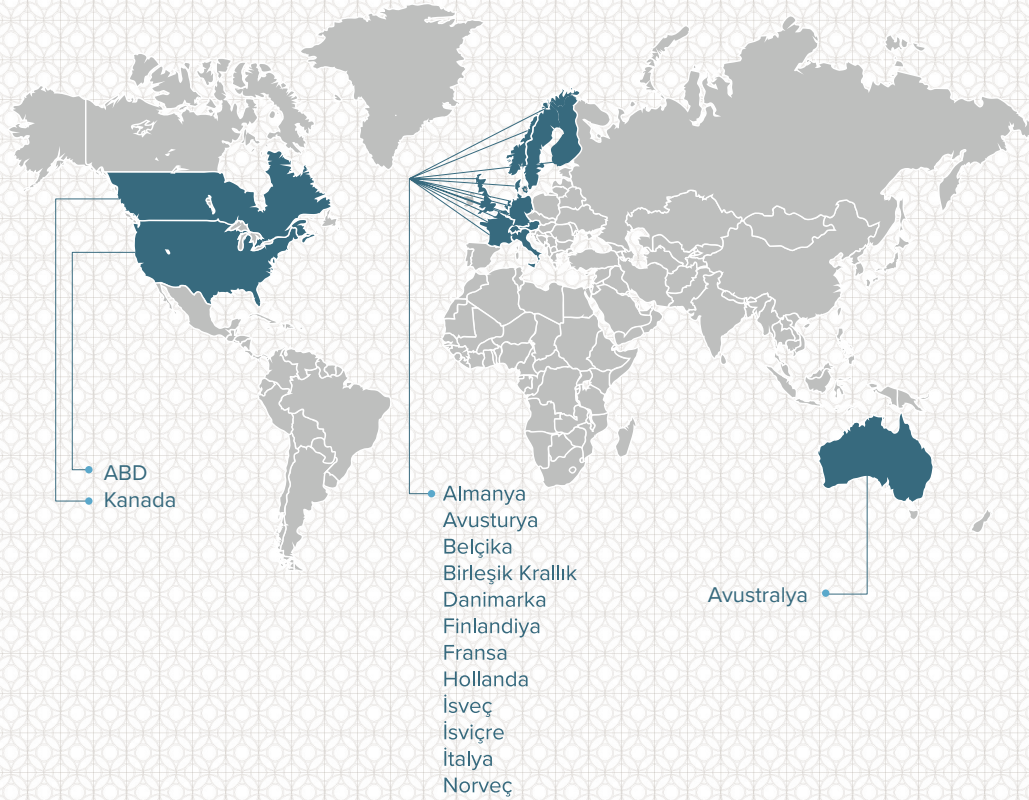 ABD
Kanada
Almanya
Avusturya
Belçika
Birleşik Krallık
Danimarka
Finlandiya
Fransa
Hollanda
İsveç
İsviçre
İtalya
Norveç
Avustralya